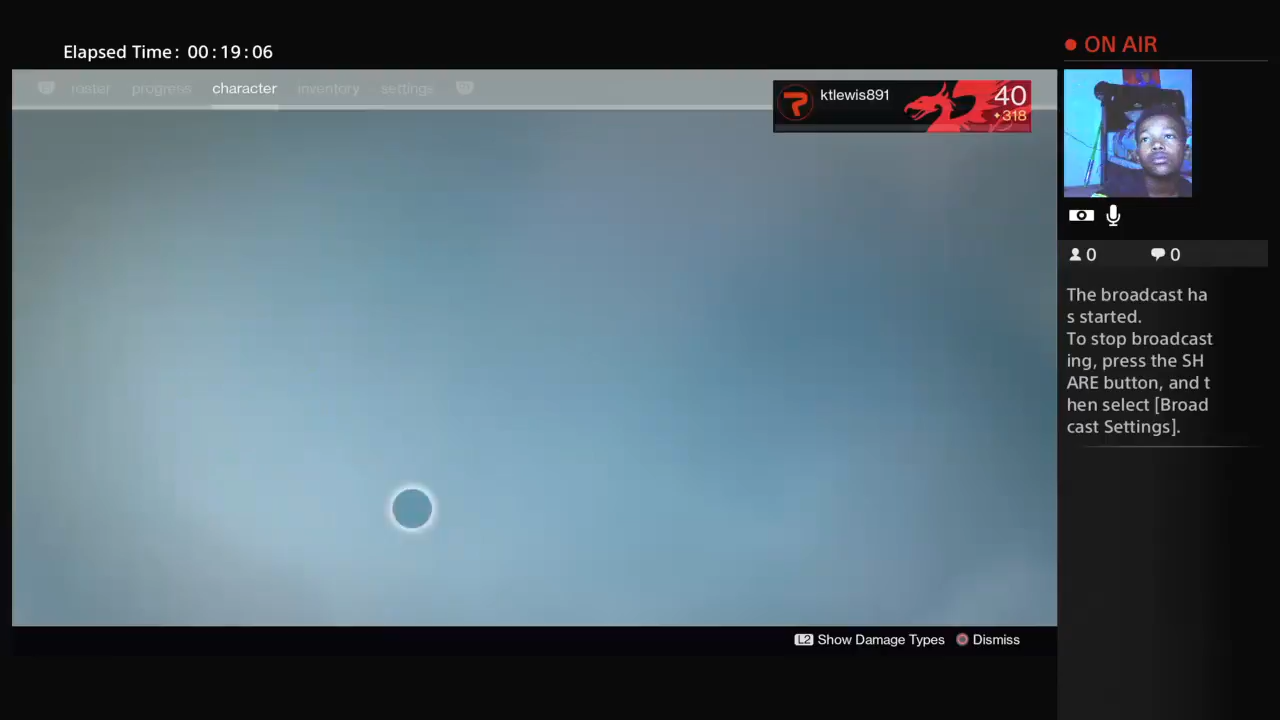 Elapsed Time: 00:19:06
ON AIR
roster progress character inventory settings
ktlewis891
40
+318
0 0
The broadcast ha
s started.
To stop broadcast
ing, press the SH
ARE button, and t
hen select [Broad
cast Settings].
L2 Show Damage Types Dismiss